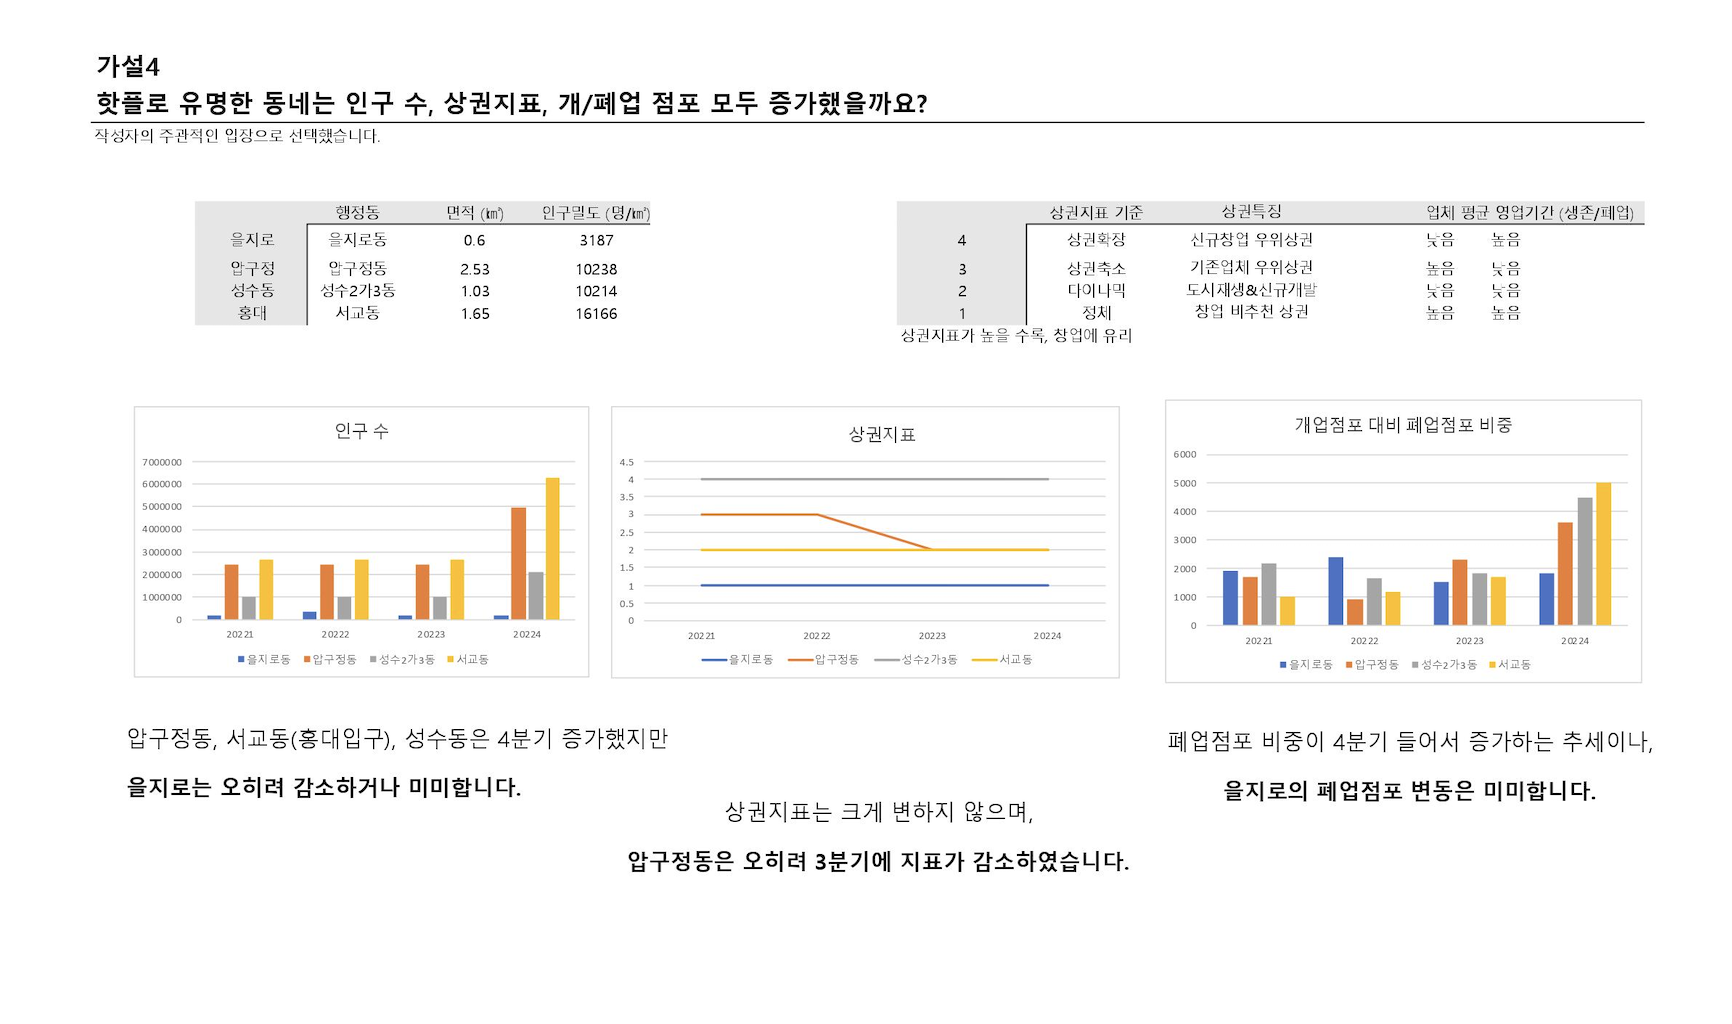 가설4
핫플로 유명한 동네는 인구 수, 상권지표, 개/폐업 점포 모두 증가했을까요?
작성자의 주관적인 입장으로 선택했습니다.
행정동 면적 (㎢) 인구밀도 (명/㎢)
을지로 을지로동 0.6 3187
압구정 압구정동 2.53 10238
성수동 성수2가3동 1.03 10214
홍대 서교동 1.65 16166
상권지표 기준 상권특징 업체 평균 영업기간 (생존/폐업)
4 상권확장 신규창업 우위상권 낮음 높음
3 상권축소 기존업체 우위상권 높음 낮음
2 다이나믹 도시재생&신규개발 낮음 낮음
1 정체 창업 비추천 상권 높음 높음
상권지표가 높을 수록, 창업에 유리
인구 수
7000000
6000000
5000000
4000000
3000000
2000000
1000000
0
20221 20222 20223 20224
을지로동 압구정동 성수2가3동 서교동
상권지표
4.5
4
3.5
3
2.5
2
1.5
1
0.5
0
20221 20222 20223 20224
을지로동 압구정동 성수2가3동 서교동
개업점포 대비 폐업점포 비중
6000
5000
4000
3000
2000
1000
0
20221 20222 20223 20224
을지로동 압구정동 성수2가3동 서교동
압구정동, 서교동(홍대입구), 성수동은 4분기 증가했지만
을지로는 오히려 감소하거나 미미합니다.
상권지표는 크게 변하지 않으며,
압구정동은 오히려 3분기에 지표가 감소하였습니다.
폐업점포 비중이 4분기 들어서 증가하는 추세이나,
을지로의 폐업점포 변동은 미미합니다.